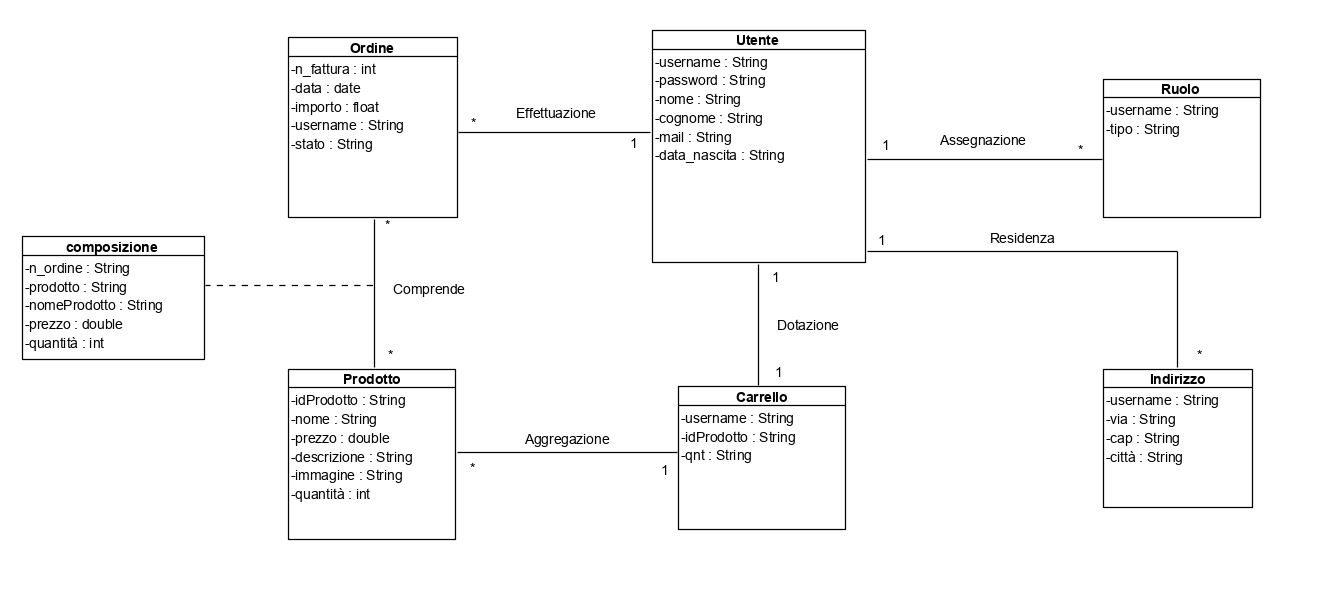 Ordine
-n_fattura : int
-data : date
-importo : float
-username : String
-stato : String
*
Effettuazione
1
Utente
-username : String
-password : String
-nome : String
-cognome : String
-mail : String
-data_nascita : String
1
Assegnazione
*
Ruolo
-username : String
-tipo : String
1
Residenza
*
composizione
-n_ordine : String
-prodotto : String
-nomeProdotto : String
-prezzo : double
-quantità : int
*
Comprende
*
1
Dotazione
1
Prodotto
-idProdotto : String
-nome : String
-prezzo : double
-descrizione : String
-immagine : String
-quantità : int
Aggregazione
*
1
Carrello
-username : String
-idProdotto : String
-qnt : String
Indirizzo
-username : String
-via : String
-cap : String
-città : String